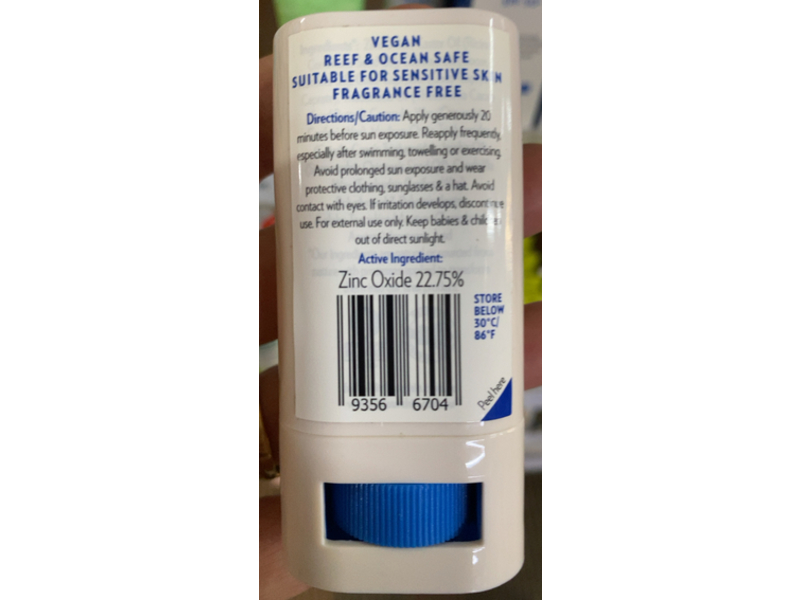 VEGAN
REEF & OCEAN SAFE
SUITABLE FOR SENSITIVE SKIN
FRAGRANCE FREE
Directions/Caution: Apply generously 20
minutes before sun exposure. Reapply frequently,
especially after swimming, towelling or exercising.
Avoid prolonged sun exposure and wear
protective clothing, sunglasses & a hat. Avoid
contact with eyes. If irritation develops, discontinue
use. For external use only. Keep babies & children
out of direct sunlight.
Active Ingredient:
Zinc Oxide 22.75%
STORE
BELOW
30°C/
86°F
Peel here
9356 6704